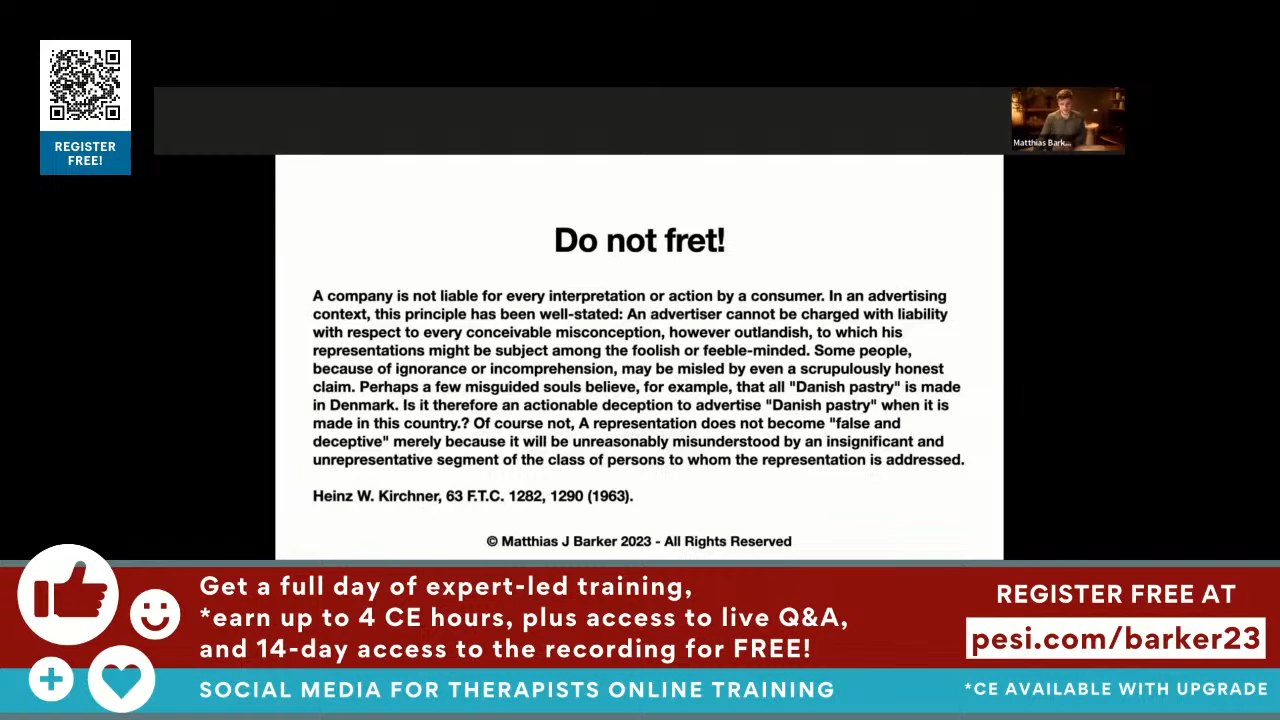 REGISTER
FREE!
Matthias Bark...
Do not fret!
A company is not liable for every interpretation or action by a consumer. In an advertising
context, this principle has been well-stated: An advertiser cannot be charged with liability
with respect to every conceivable misconception, however outlandish, to which his
representations might be subject among the foolish or feeble-minded. Some people,
because of ignorance or incomprehension, may be misled by even a scrupulously honest
claim. Perhaps a few misguided souls believe, for example, that all "Danish pastry" is made
in Denmark. Is it therefore an actionable deception to advertise "Danish pastry" when it is
made in this country.? Of course not, A representation does not become "false and
deceptive" merely because it will be unreasonably misunderstood by an insignificant and
unrepresentative segment of the class of persons to whom the representation is addressed.
Heinz W. Kirchner, 63 F.T.C. 1282, 1290 (1963).
© Matthias J Barker 2023 - All Rights Reserved
Get a full day of expert-led training,
*earn up to 4 CE hours, plus access to live Q&A,
and 14-day access to the recording for FREE!
REGISTER FREE AT
pesi.com/barker23
SOCIAL MEDIA FOR THERAPISTS ONLINE TRAINING
*CE AVAILABLE WITH UPGRADE